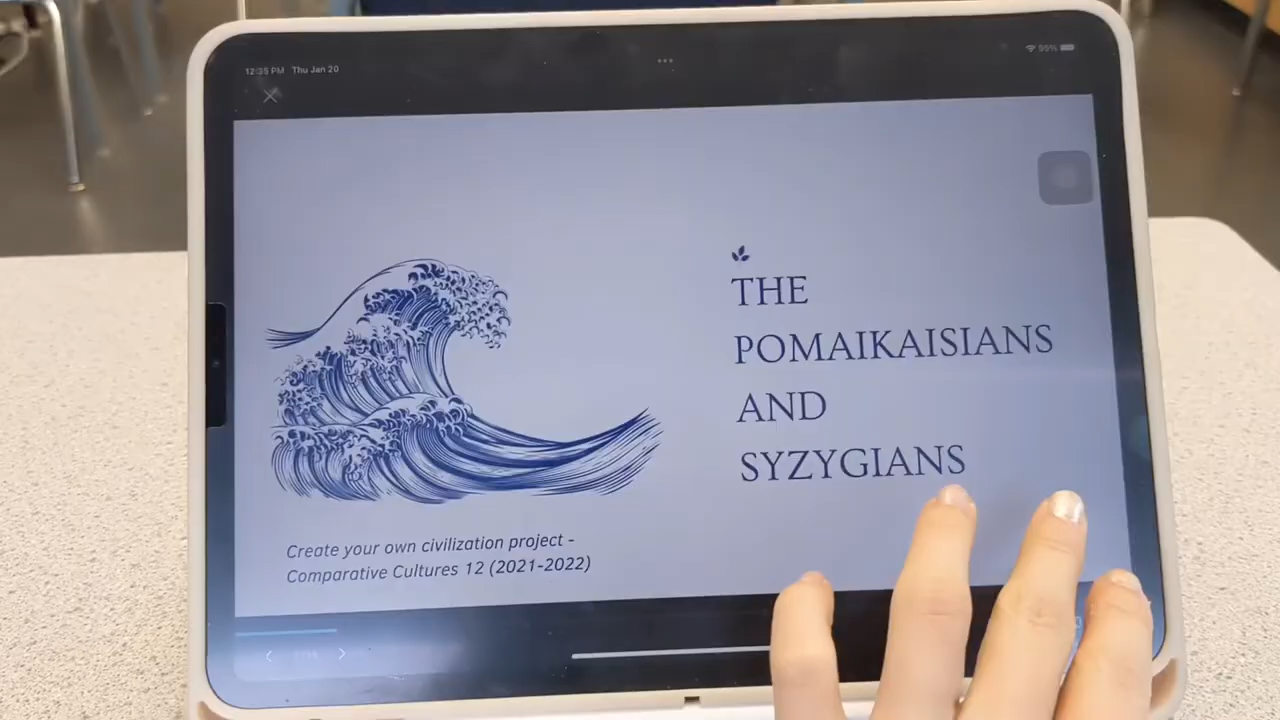 12:35 PM Thu Jan 20
99%
THE
POMAIKAISIANS
AND
SYZYGIANS
Create your own civilization project -
Comparative Cultures 12 (2021-2022)